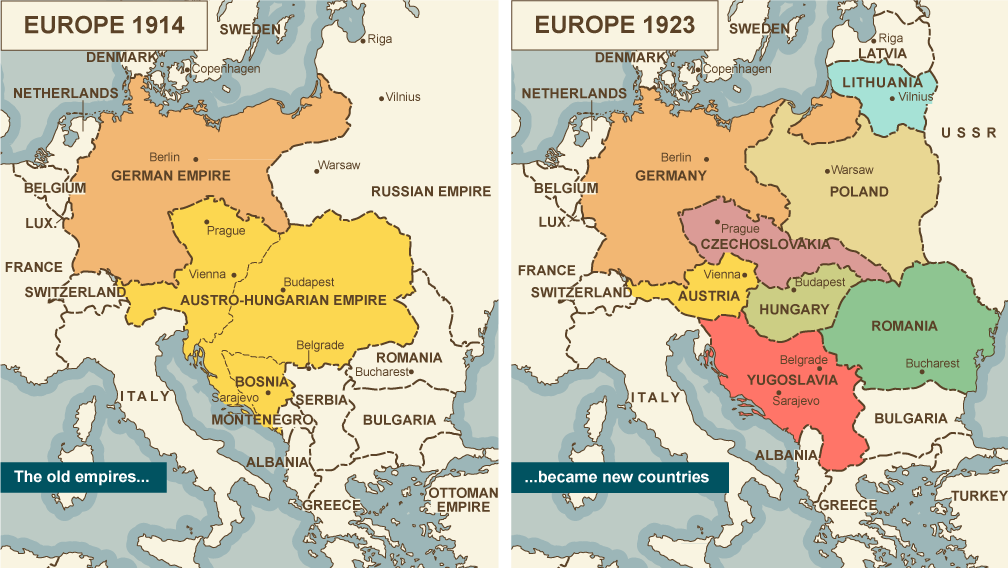 EUROPE 1914
SWEDEN
Riga
DENMARK
Copenhagen
NETHERLANDS
Vilnius
Berlin
Warsaw
GERMAN EMPIRE
BELGIUM
RUSSIAN EMPIRE
LUX.
Prague
FRANCE
Vienna
Budapest
SWITZERLAND
AUSTRO-HUNGARIAN EMPIRE
Belgrade
ROMANIA
Bucharest
BOSNIA
ITALY
Sarajevo
SERBIA
MONTENEGRO
BULGARIA
ALBANIA
The old empires...
OTTOMAN
EMPIRE
GREECE
EUROPE 1923
SWEDEN
Riga
LATVIA
DENMARK
Copenhagen
LITHUANIA
NETHERLANDS
Vilnius
USSR
Berlin
Warsaw
GERMANY
BELGIUM
POLAND
LUX.
Prague
CZECHOSLOVAKIA
FRANCE
Vienna
Budapest
SWITZERLAND
AUSTRIA
HUNGARY
ROMANIA
Belgrade
Bucharest
YUGOSLAVIA
ITALY
Sarajevo
BULGARIA
ALBANIA
...became new countries
TURKEY
GREECE